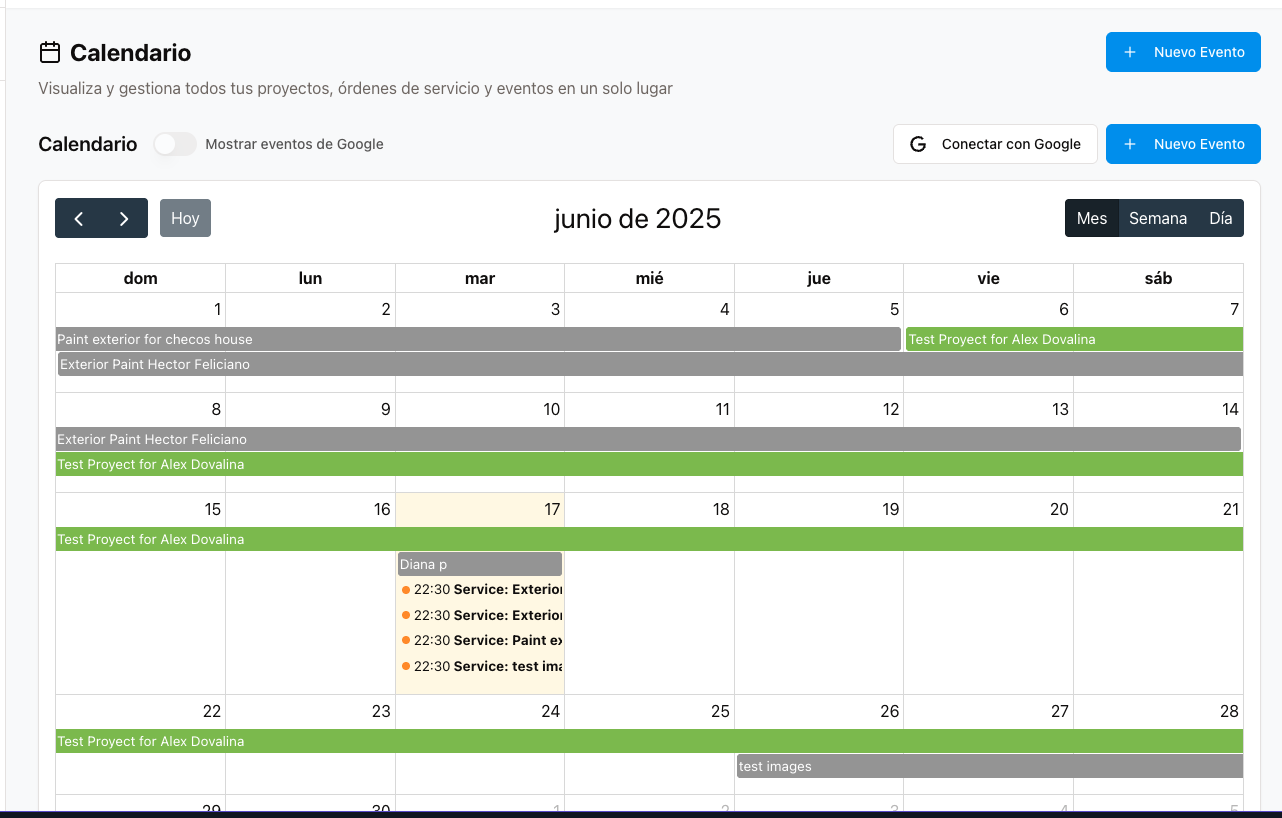 Calendario
Nuevo Evento
Visualiza y gestiona todos tus proyectos, órdenes de servicio y eventos en un solo lugar
Calendario Mostrar eventos de Google Conectar con Google Nuevo Evento
Hoy junio de 2025 Mes Semana Día
dom lun mar mié jue vie sáb
1 2 3 4 5 6 7
Paint exterior for checos house Test Proyect for Alex Dovalina
Exterior Paint Hector Feliciano
8 9 10 11 12 13 14
Exterior Paint Hector Feliciano
Test Proyect for Alex Dovalina
15 16 17 18 19 20 21
Test Proyect for Alex Dovalina
Diana p
22:30 Service: Exterior
22:30 Service: Exterior
22:30 Service: Paint ex
22:30 Service: test ima
22 23 24 25 26 27 28
Test Proyect for Alex Dovalina
test images
29 30 1 2 3 4 5